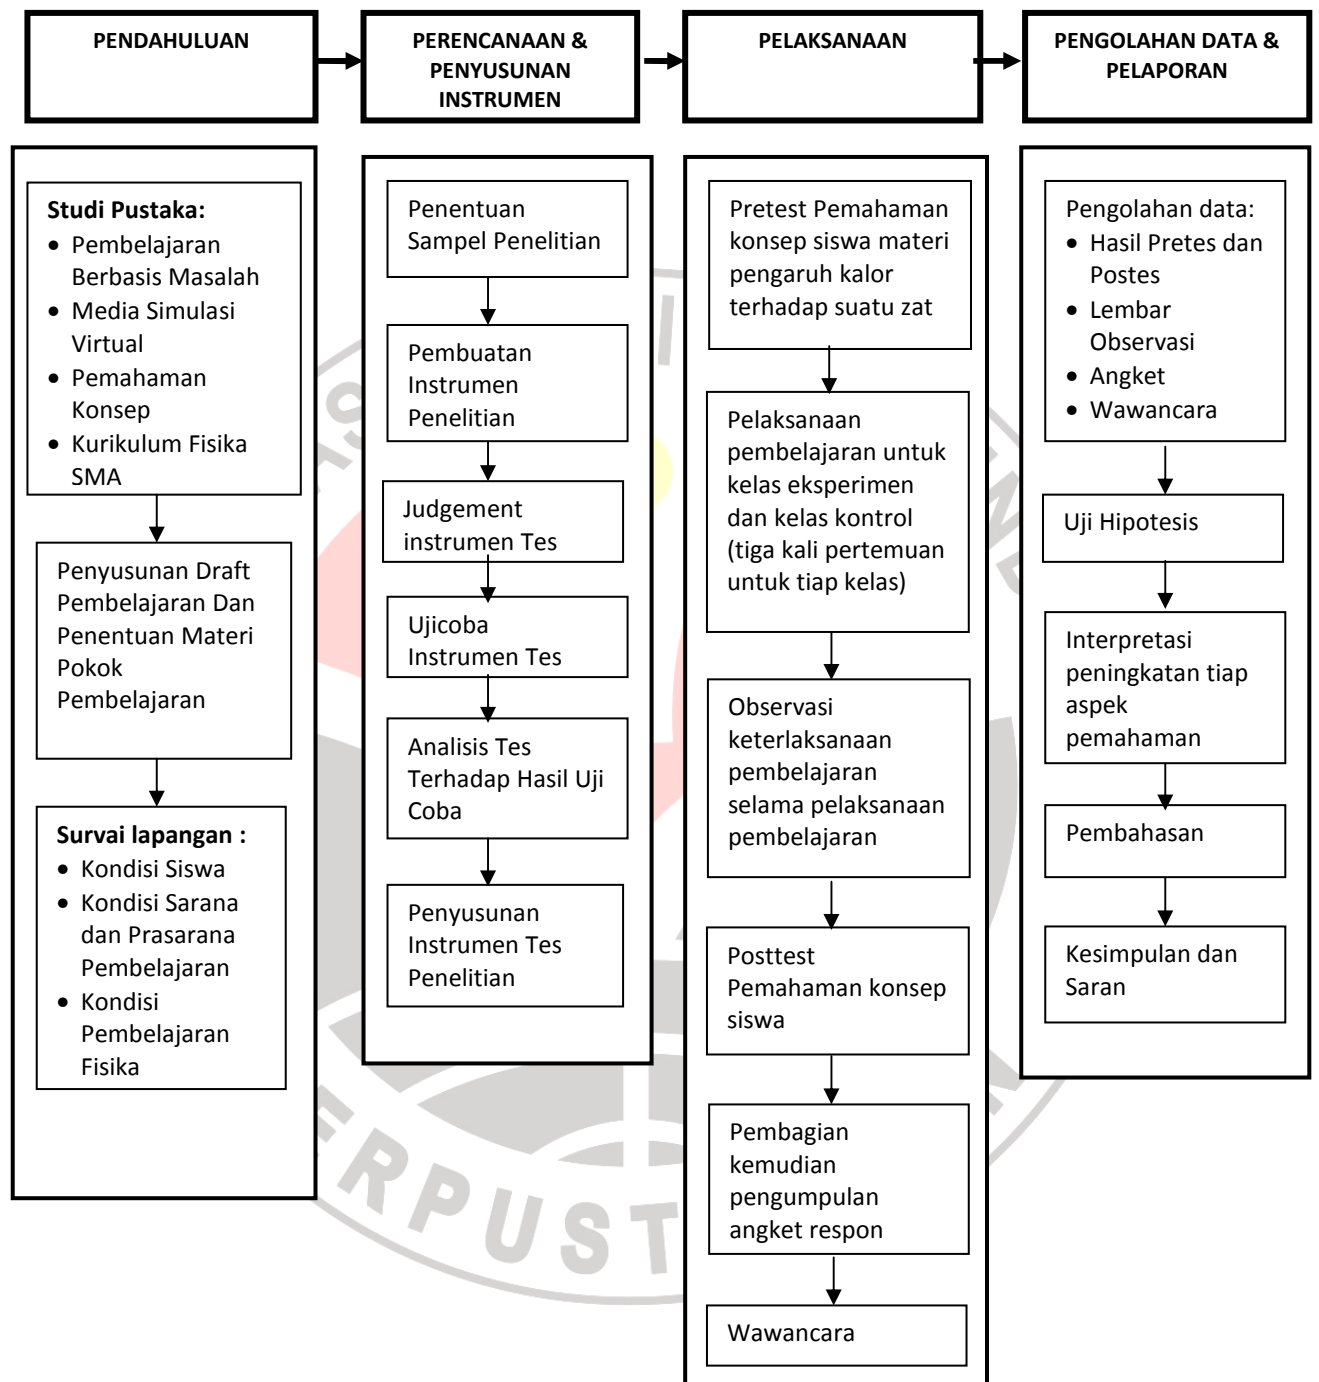 PENDAHULUAN
PERENCANAAN &
PENYUSUNAN
INSTRUMEN
PELAKSANAAN
PENGOLAHAN DATA &
PELAPORAN
Studi Pustaka:
• Pembelajaran
Berbasis Masalah
• Media Simulasi
Virtual
• Pemahaman
Konsep
• Kurikulum Fisika
SMA
Penyusunan Draft
Pembelajaran Dan
Penentuan Materi
Pokok
Pembelajaran
Survai lapangan :
• Kondisi Siswa
• Kondisi Sarana
dan Prasarana
Pembelajaran
• Kondisi
Pembelajaran
Fisika
Penentuan
Sampel Penelitian
Pembuatan
Instrumen
Penelitian
Judgement
instrumen Tes
Ujicoba
Instrumen Tes
Analisis Tes
Terhadap Hasil Uji
Coba
Penyusunan
Instrumen Tes
Penelitian
Pretest Pemahaman
konsep siswa materi
pengaruh kalor
terhadap suatu zat
Pelaksanaan
pembelajaran untuk
kelas eksperimen
dan kelas kontrol
(tiga kali pertemuan
untuk tiap kelas)
Observasi
keterlaksanaan
pembelajaran
selama pelaksanaan
pembelajaran
Posttest
Pemahaman konsep
siswa
Pembagian
kemudian
pengumpulan
angket respon
Wawancara
Pengolahan data:
• Hasil Pretes dan
Postes
• Lembar
Observasi
• Angket
• Wawancara
Uji Hipotesis
Interpretasi
peningkatan tiap
aspek
pemahaman
Pembahasan
Kesimpulan dan
Saran